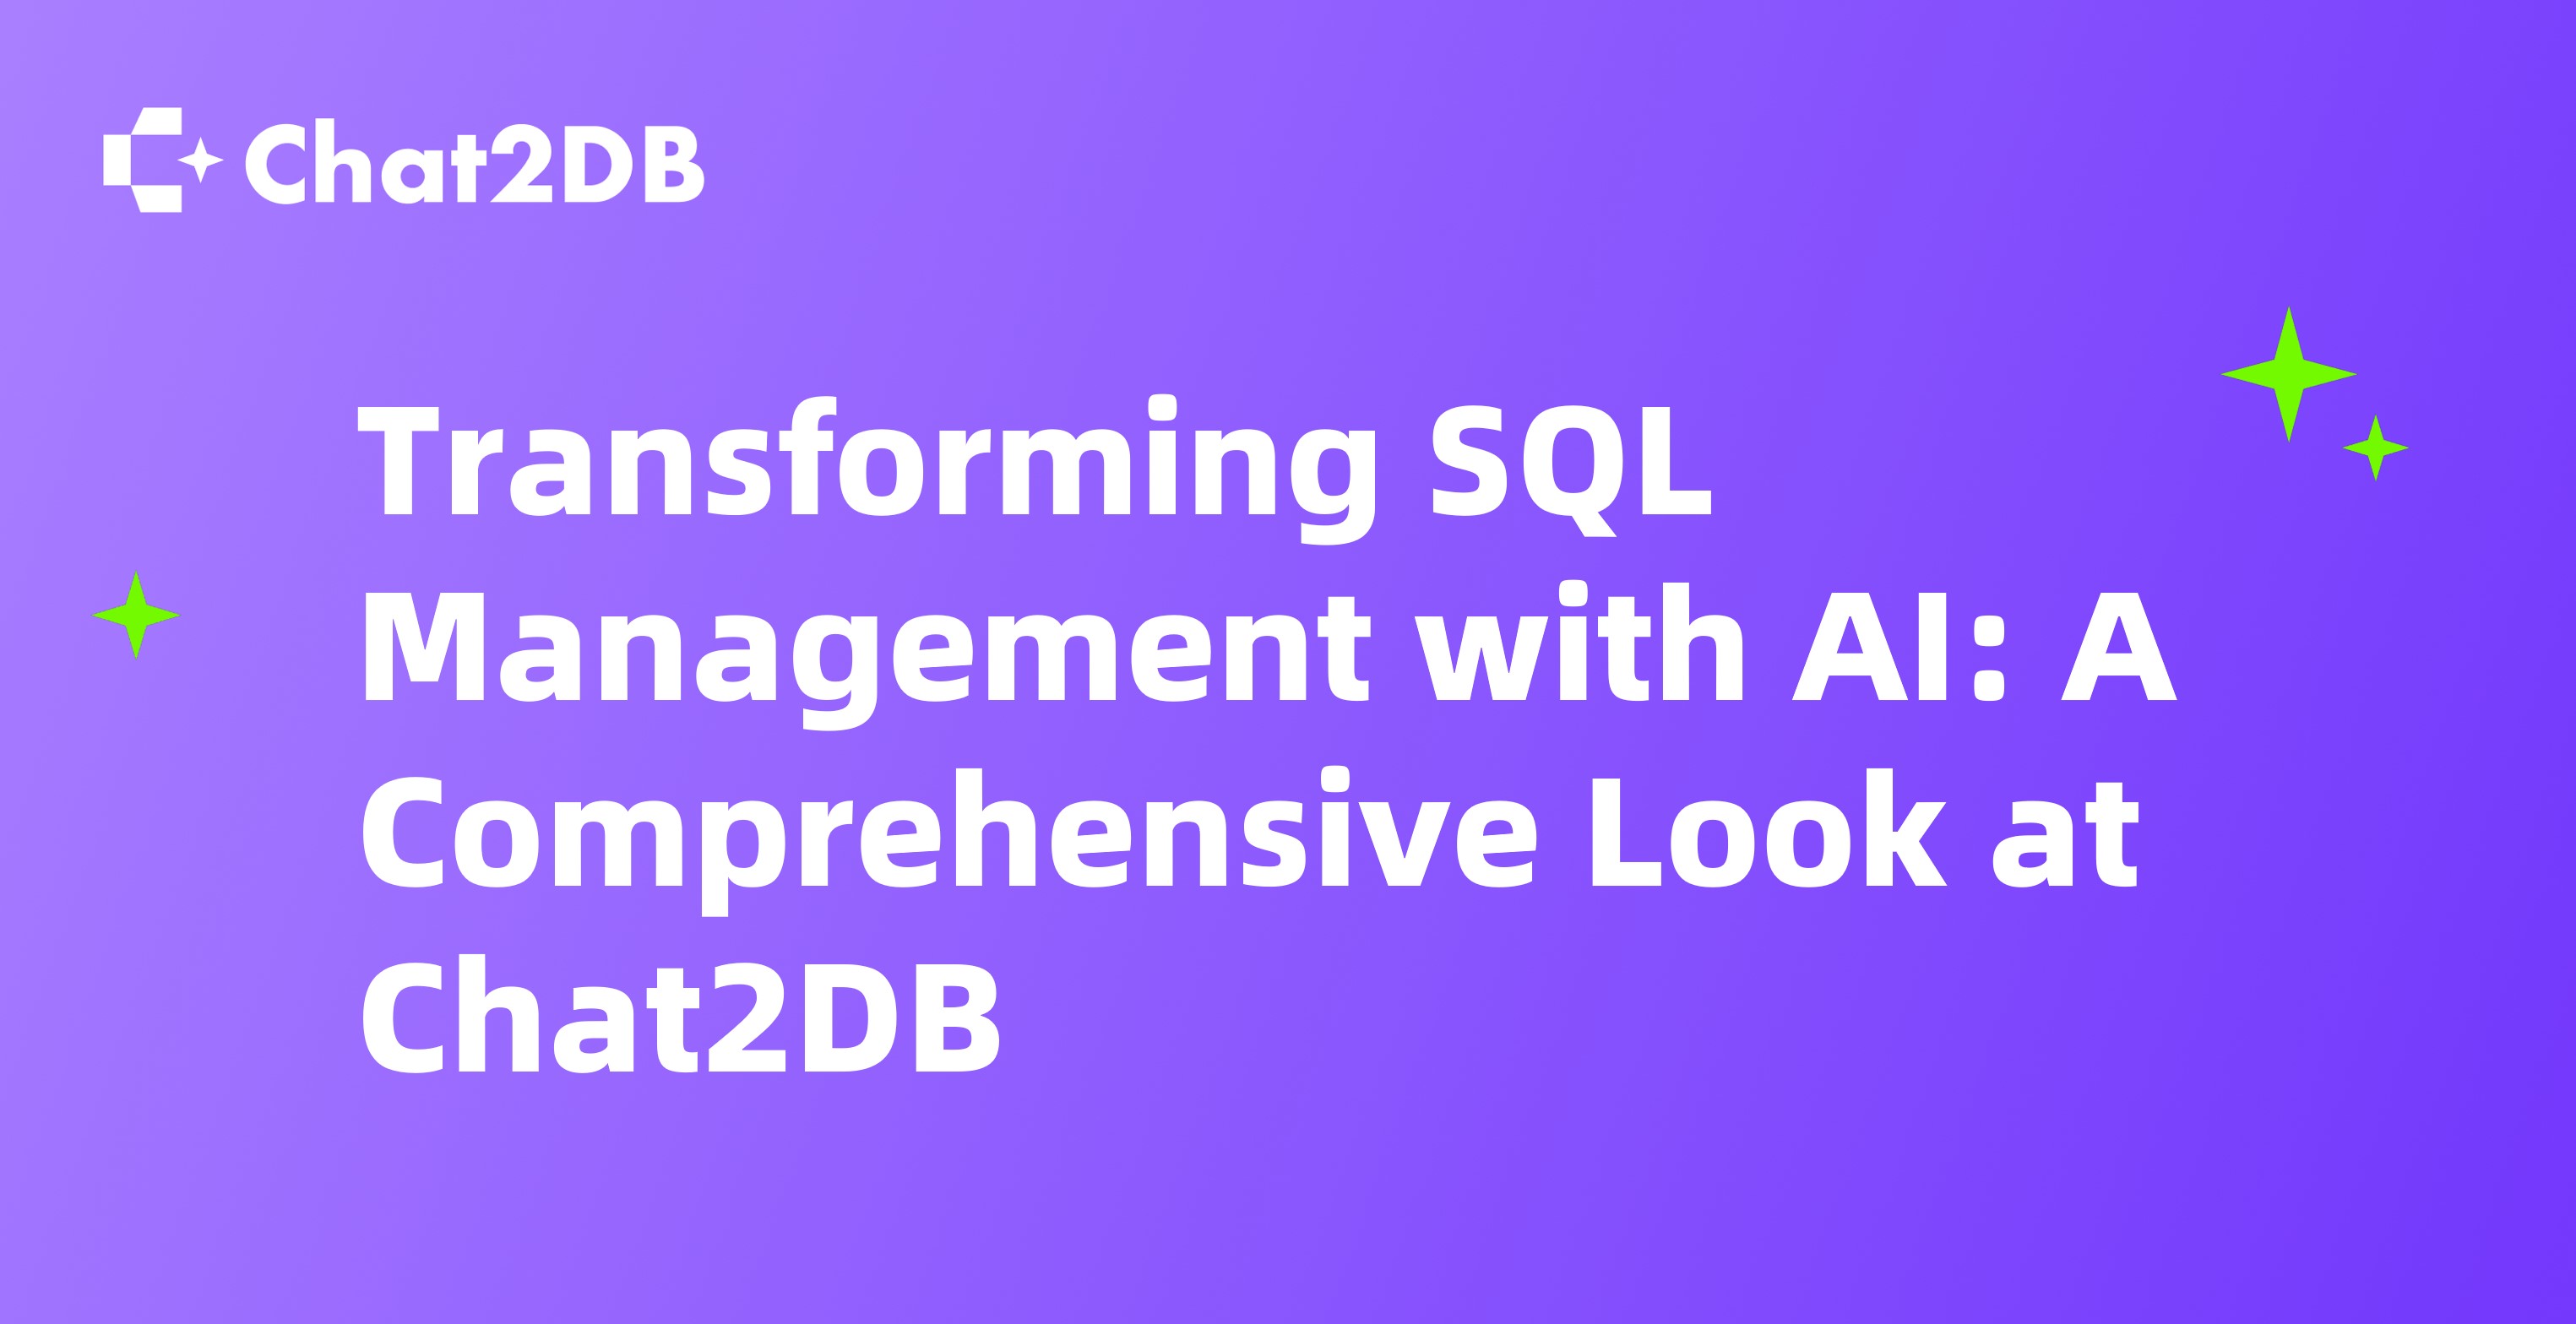 Chat2DB
Transforming SQL
Management with AI: A
Comprehensive Look at
Chat2DB